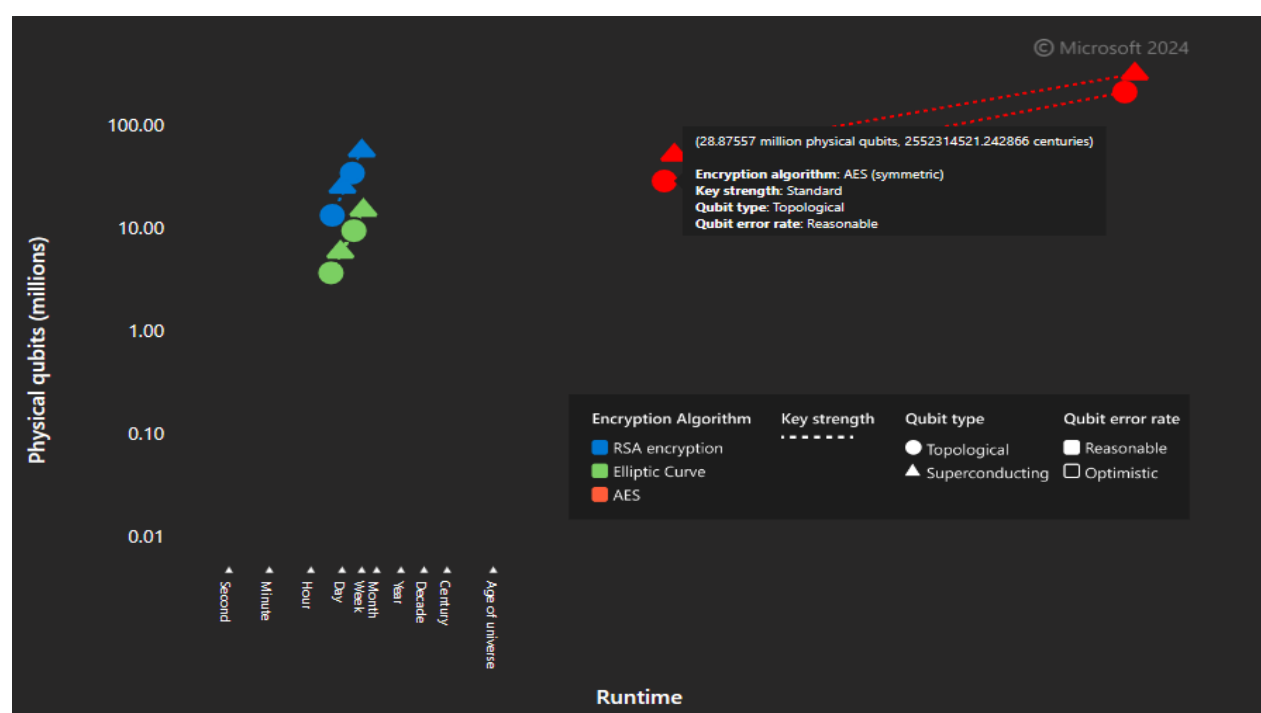 © Microsoft 2024
100.00
10.00
1.00
0.10
0.01
Physical qubits (millions)
(28.87557 million physical qubits, 2552314521.242866 centuries)
Encryption algorithm: AES (symmetric)
Key strength: Standard
Qubit type: Topological
Qubit error rate: Reasonable
Encryption Algorithm
RSA encryption
Elliptic Curve
AES
Key strength
Qubit type
Topological
Superconducting
Qubit error rate
Reasonable
Optimistic
Second
Minute
Hour
Day
Week
Month
Year
Decade
Century
Age of universe
Runtime